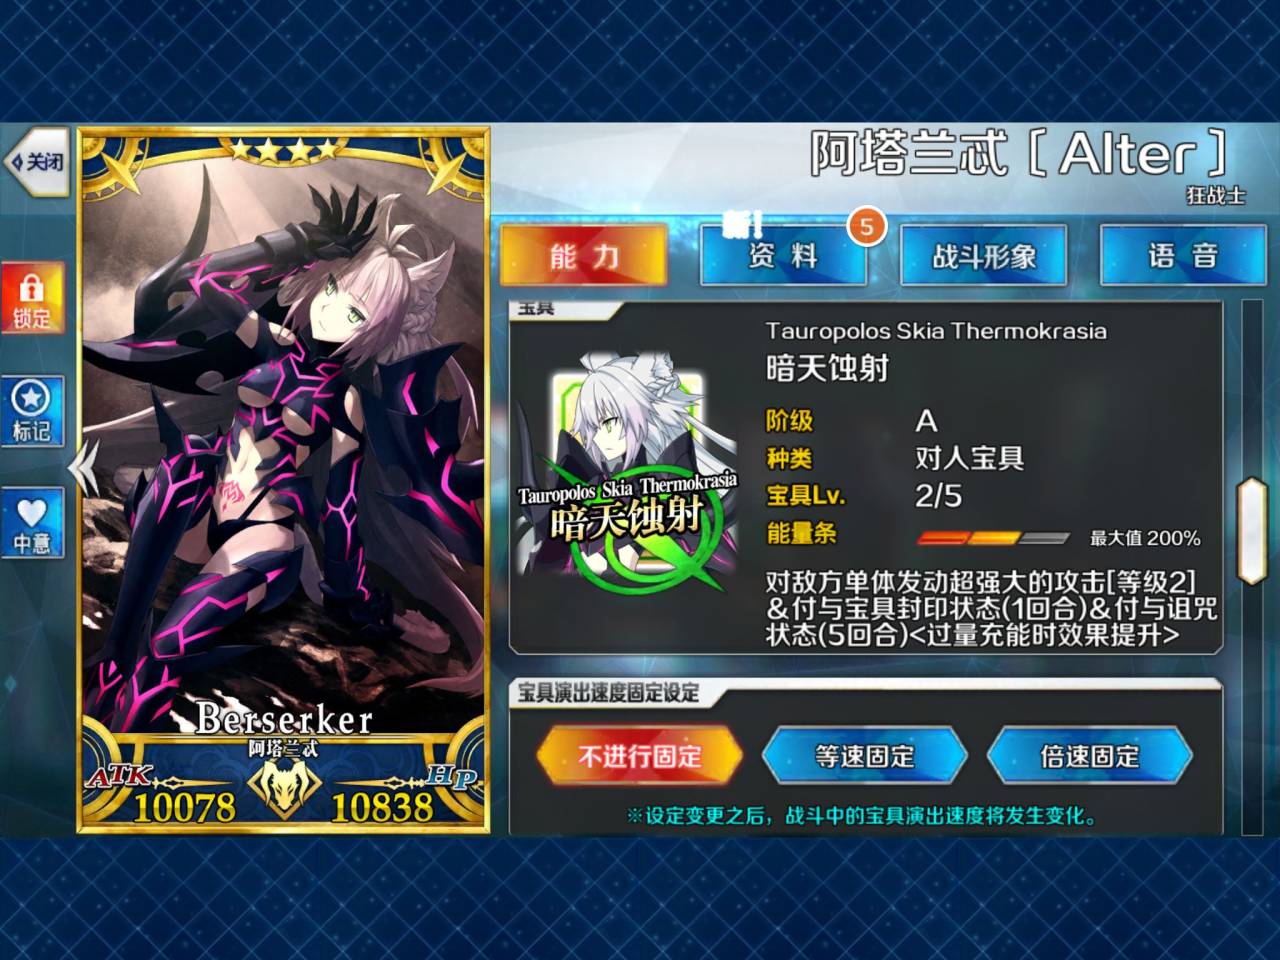 关闭
阿塔兰忒〔Alter〕
狂战士
锁定
标记
中意
能力
新!
资料
5
战斗形象
语音
宝具
Tauropolos Skia Thermokrasia
暗天蚀射
Tauropolos Skia Thermokrasia
暗天蚀射
阶级 A
种类 对人宝具
宝具Lv. 2/5
能量条 最大值 200%
对敌方单体发动超强大的攻击[等级2]
&付与宝具封印状态(1回合)&付与诅咒
状态(5回合)<过量充能时效果提升>
宝具演出速度固定设定
不进行固定
等速固定
倍速固定
※设定变更之后，战斗中的宝具演出速度将发生变化。
Berserker
阿塔兰忒
ATK 10078
HP 10838